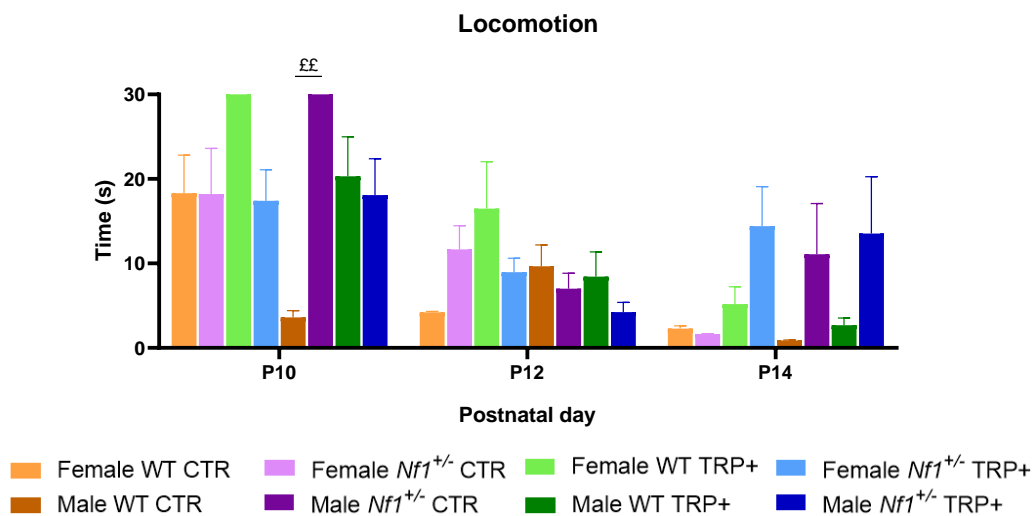 Locomotion
££
30
20
10
0
Time (s)
P10 P12 P14
Postnatal day
Female WT CTR Female Nf1+/- CTR Female WT TRP+ Female Nf1+/- TRP+
Male WT CTR Male Nf1+/- CTR Male WT TRP+ Male Nf1+/- TRP+